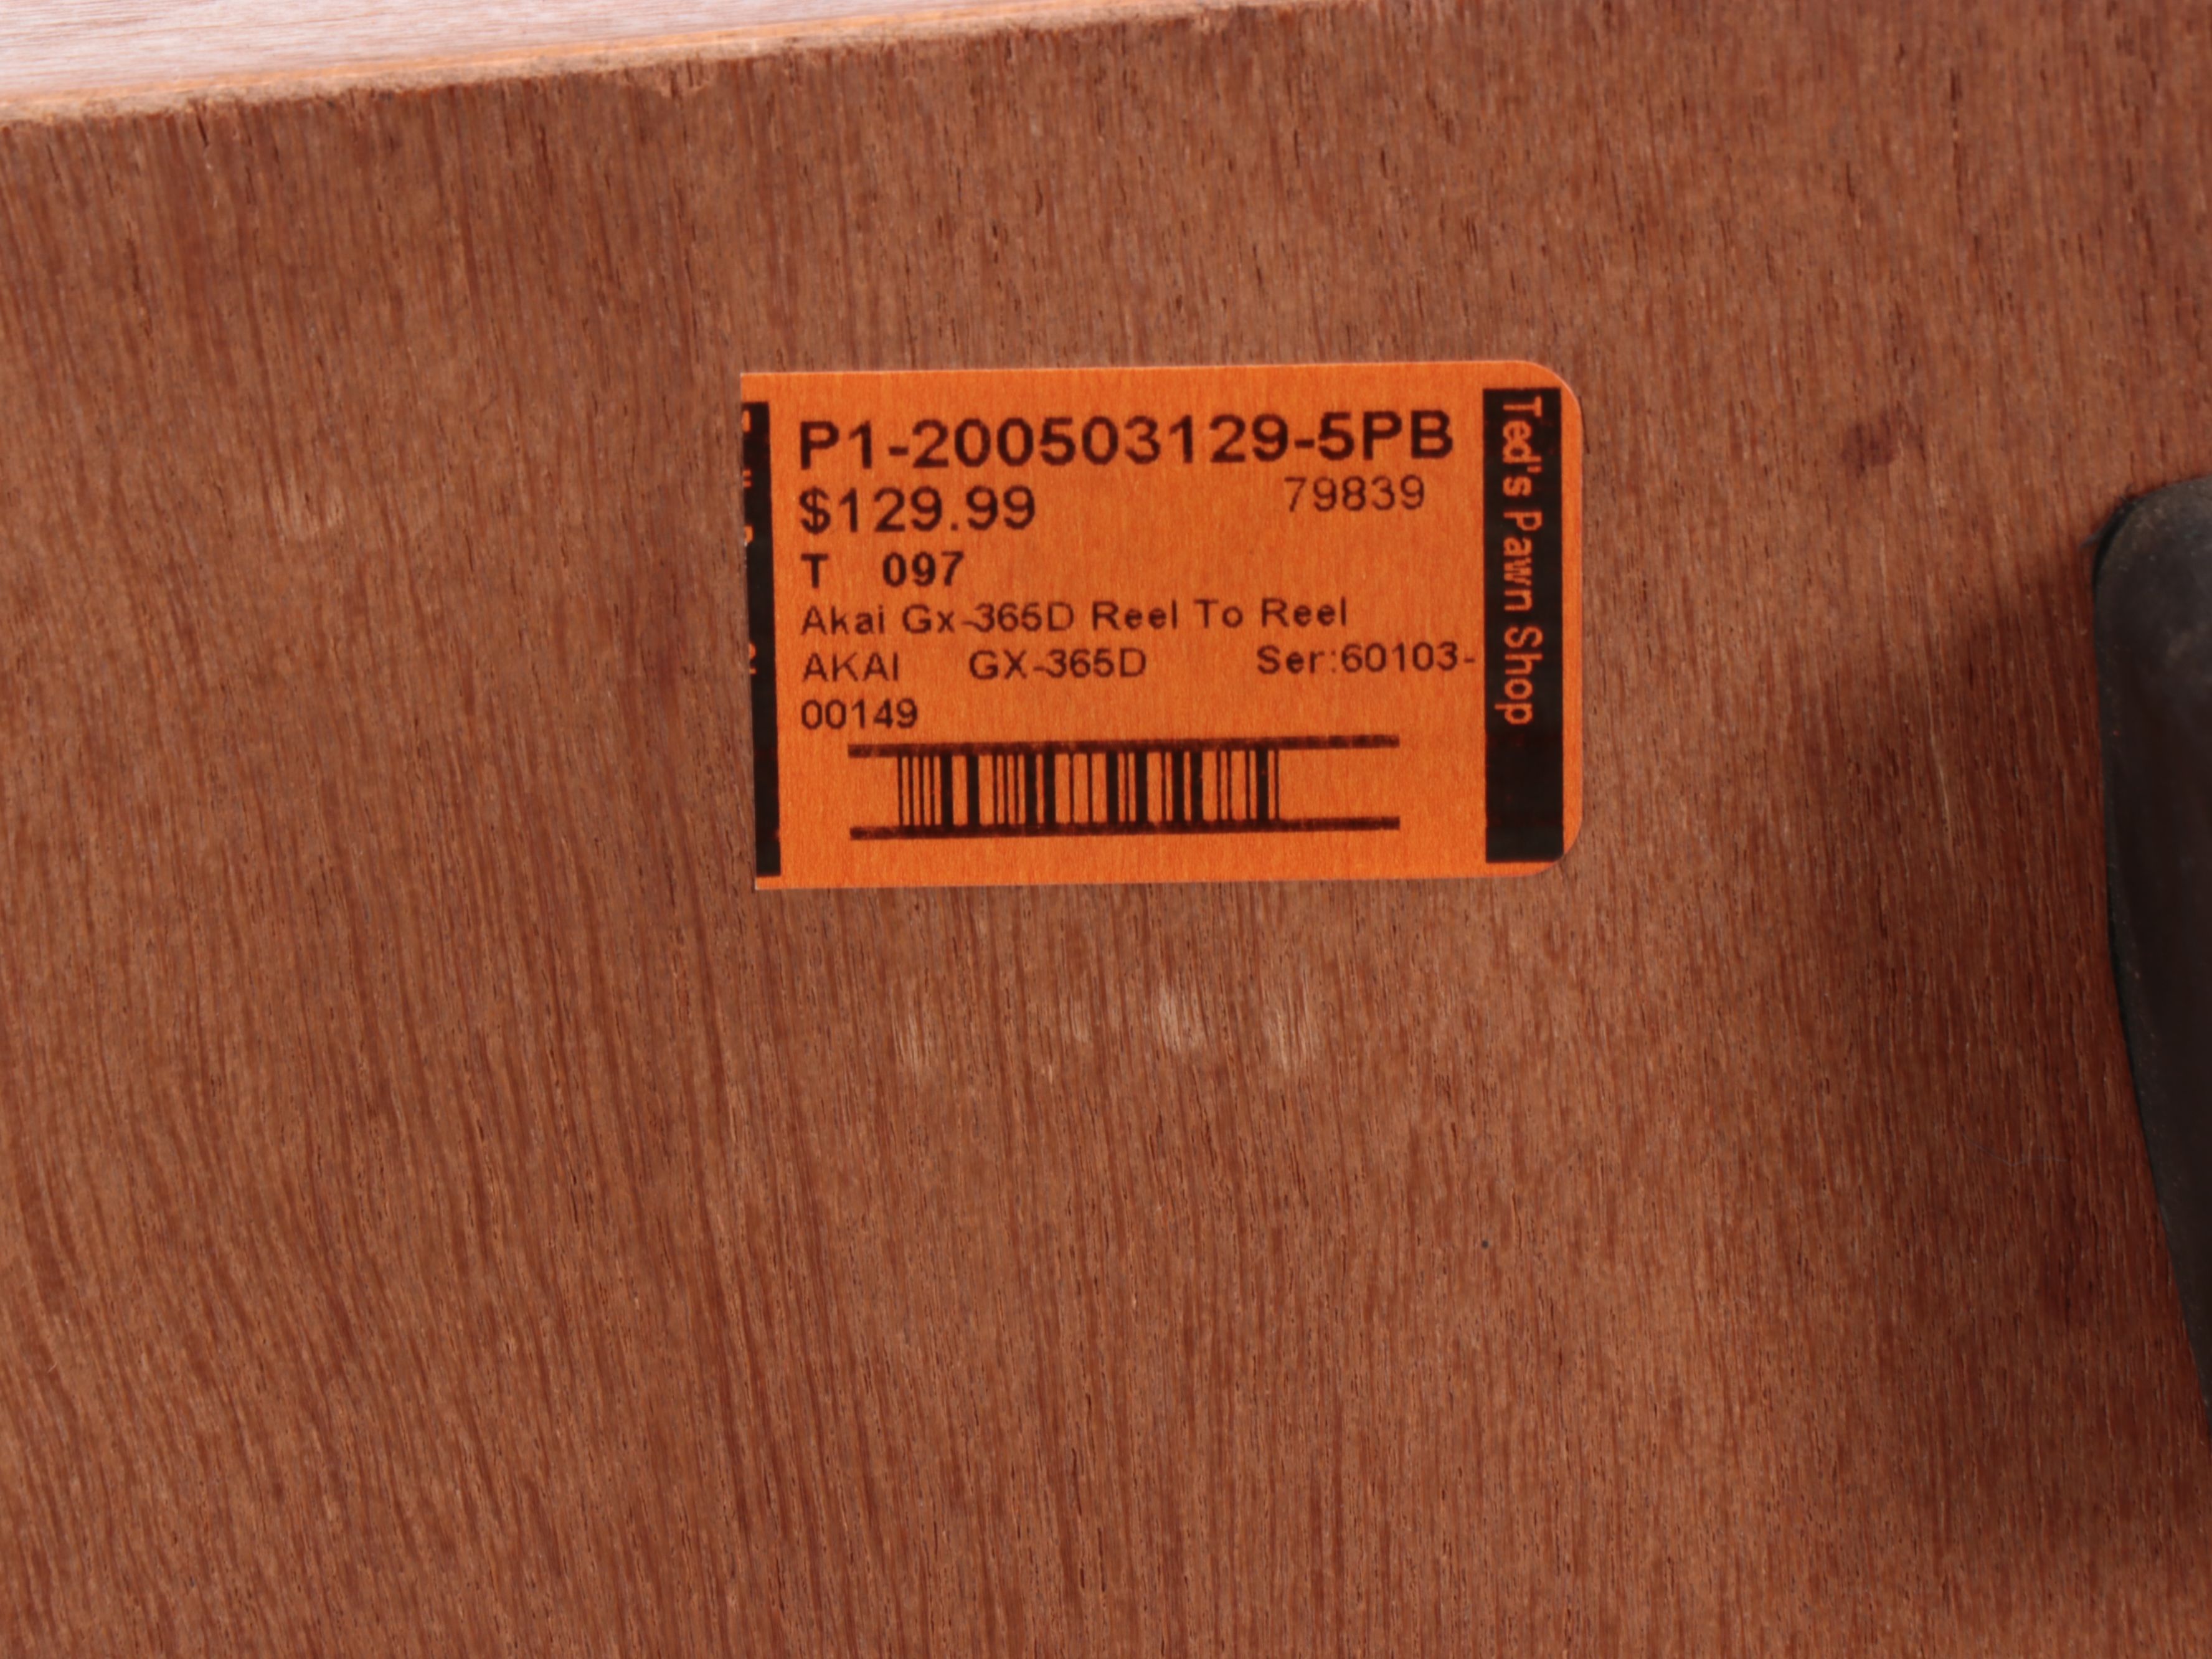 P1-200503129-5PB
$129.99 79839
T 097
Akai Gx-365D Reel To Reel
AKAI GX-365D Ser:60103-
00149
Ted's Pawn Shop